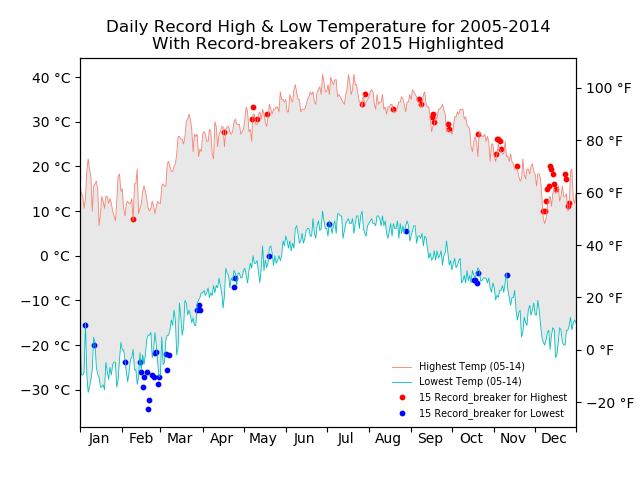 Daily Record High & Low Temperature for 2005-2014
With Record-breakers of 2015 Highlighted
40 °C
30 °C
20 °C
10 °C
0 °C
−10 °C
−20 °C
−30 °C
100 °F
80 °F
60 °F
40 °F
20 °F
0 °F
−20 °F
Highest Temp (05-14)
Lowest Temp (05-14)
15 Record_breaker for Highest
15 Record_breaker for Lowest
Jan Feb Mar Apr May Jun Jul Aug Sep Oct Nov Dec